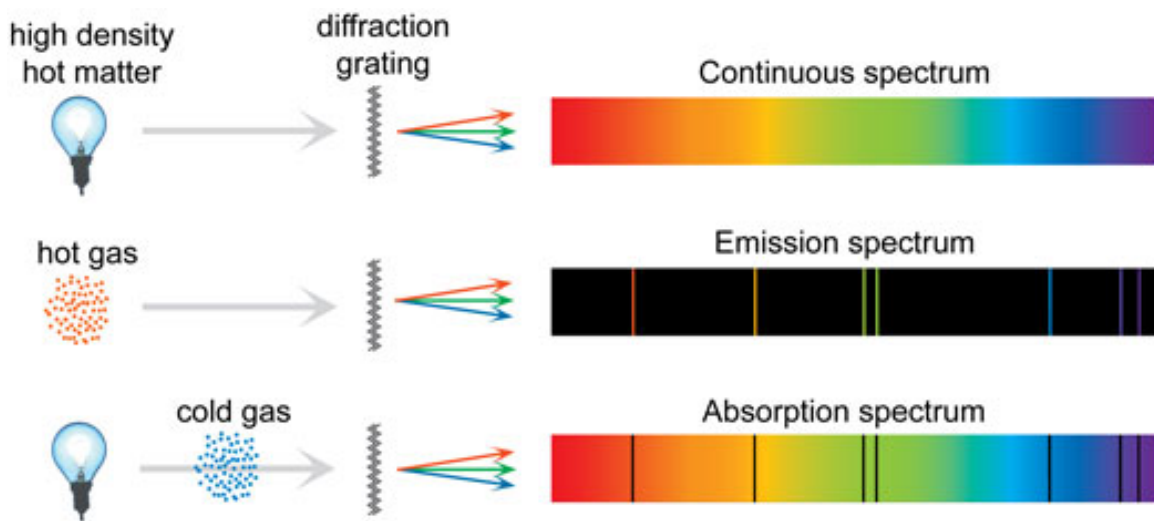 high density
hot matter
diffraction
grating
Continuous spectrum
hot gas
Emission spectrum
cold gas
Absorption spectrum